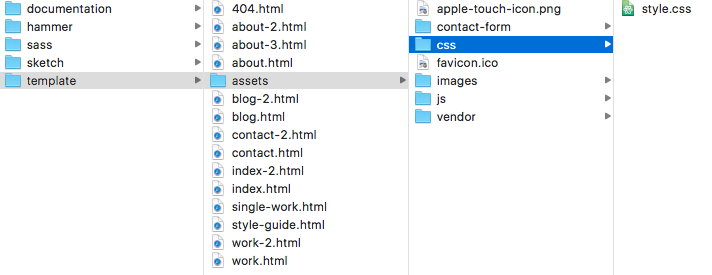 documentation
hammer
sass
sketch
template
404.html
about-2.html
about-3.html
about.html
assets
blog-2.html
blog.html
contact-2.html
contact.html
index-2.html
index.html
single-work.html
style-guide.html
work-2.html
work.html
apple-touch-icon.png
contact-form
css
favicon.ico
images
js
vendor
style.css